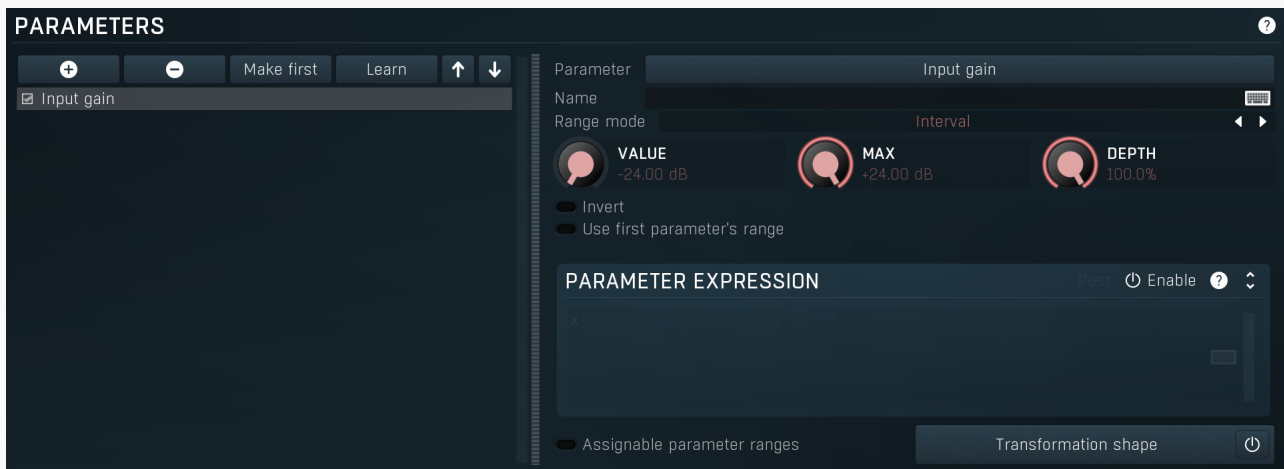 PARAMETERS ?
+ - Make first Learn ↑ ↓
Input gain
Parameter Input gain
Name
Range mode Interval
VALUE
-24.00 dB
MAX
+24.00 dB
DEPTH
100.0%
Invert
Use first parameter's range
PARAMETER EXPRESSION Post Enable ?
x
Assignable parameter ranges
Transformation shape